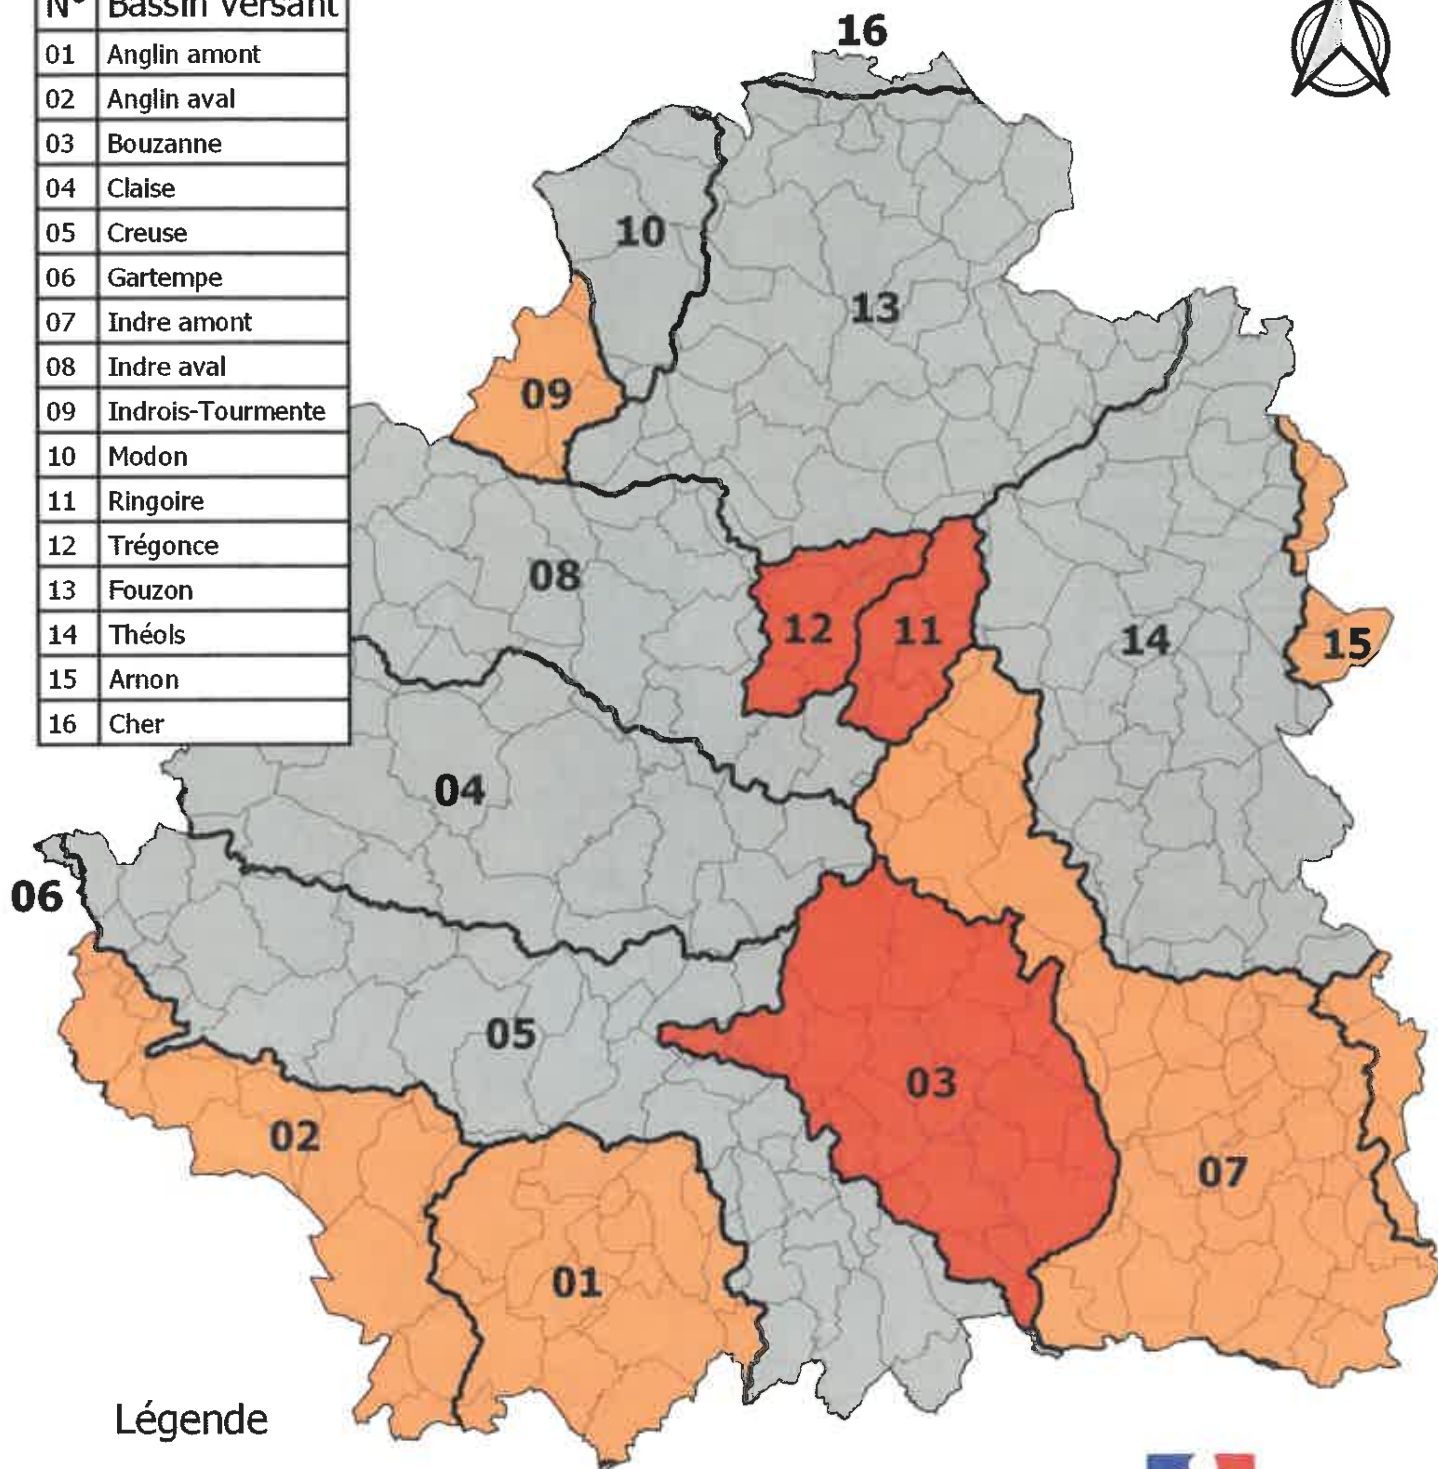 N° Bassin versant
01 Anglin amont
02 Anglin aval
03 Bouzanne
04 Claise
05 Creuse
06 Gartempe
07 Indre amont
08 Indre aval
09 Indrois-Tourmente
10 Modon
11 Ringoire
12 Trégonce
13 Fouzon
14 Théols
15 Arnon
16 Cher
16
10
13
09
08
12
11
14
15
04
06
05
03
02
07
01
Légende